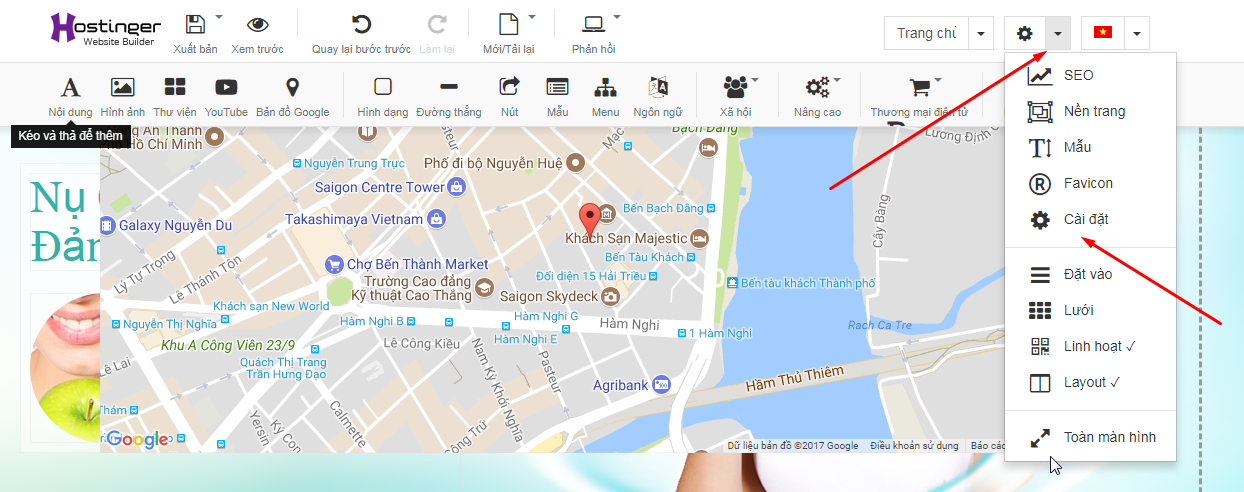 Hostinger
Website Builder
Xuất bản
Xem trước
Quay lại bước trước
Làm lại
Mới/Tải lại
Phản hồi
Trang chủ
Nội dung
Hình ảnh
Thư viện
YouTube
Bản đồ Google
Hình dạng
Đường thẳng
Nút
Mẫu
Menu
Ngôn ngữ
Xã hội
Nâng cao
Thương mại điện tử
Kéo và thả để thêm
SEO
Nền trang
Mẫu
Favicon
Cài đặt
Đặt vào
Lưới
Linh hoạt ✓
Layout ✓
Toàn màn hình
Nụ
Đản
Hồ Chí Minh
Nguyễn Trung Trực
Phố đi bộ Nguyễn Huệ
Bạch Đằng
Lương Định C
Saigon Centre Tower
Takashimaya Vietnam
Galaxy Nguyễn Du
Pasteur
Mạc
Bến Bạch Đằng
Khách Sạn Majestic
Bến Tàu Khách
Đối diện 15 Hải Triều
Cây Bàng
Chợ Bến Thành Market
Lý Tự Trọng
Lê Thánh Tôn
Trường Cao đẳng
Kỹ thuật Cao Thắng
Saigon Skydeck
Bến tàu khách Thành phố
Khách sạn New World
Nguyễn Thị Nghĩa
Hàm Nghi B
Hàm Nghi G
Hàm Nghi E
Hàm Nghi
1 Hàm Nghi
Rach Ca Tre
Khu A Công Viên 23/9
Lê Công Kiều
Quách Thị Trang
Trần Hưng Đạo
Lê Lai
Nam Kỳ Khởi Nghĩa
Pasteur
Agribank
Hầm Thủ Thiêm
Thám
Yersin
Ký Con
Calmette
Công Trứ
Google
Dữ liệu bản đồ ©2017 Google
Điều khoản sử dụng
Báo cáo